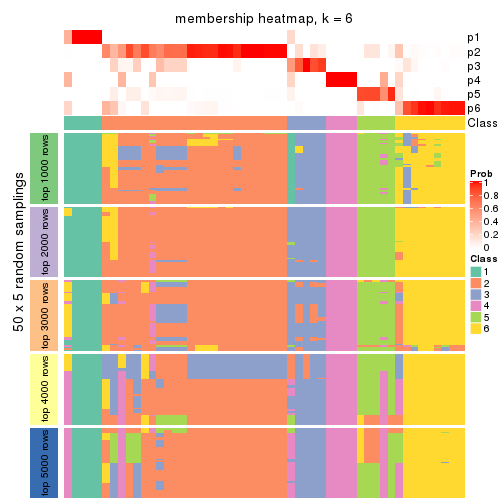 membership heatmap, k = 6
p1
p2
p3
p4
p5
p6
Class
50 x 5 random samplings
top 1000 rows
top 2000 rows
top 3000 rows
top 4000 rows
top 5000 rows
Prob
1
0.8
0.6
0.4
0.2
0
Class
1
2
3
4
5
6